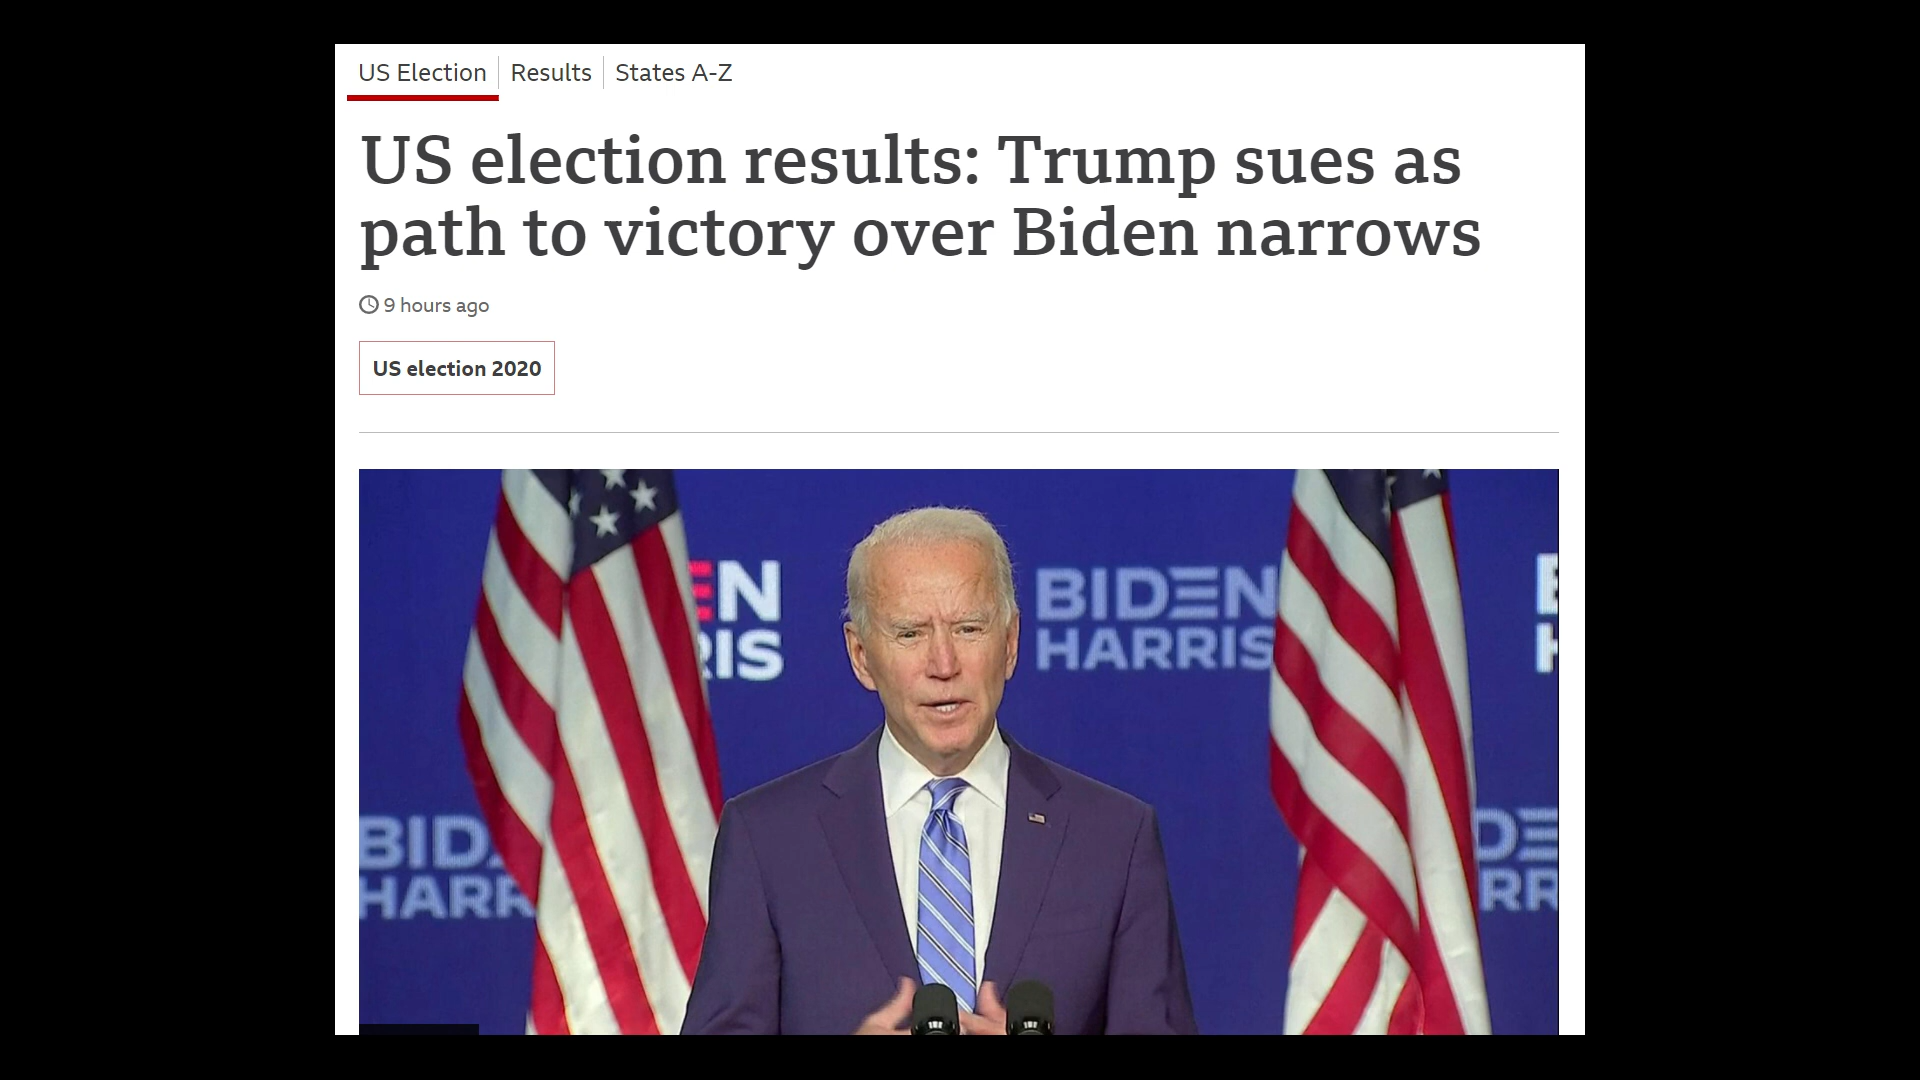 US Election
Results
States A-Z
US election results: Trump sues as
path to victory over Biden narrows
9 hours ago
US election 2020
EN
RIS
BIDEN
HARRIS
B
H
BID
HARR
DE
RR